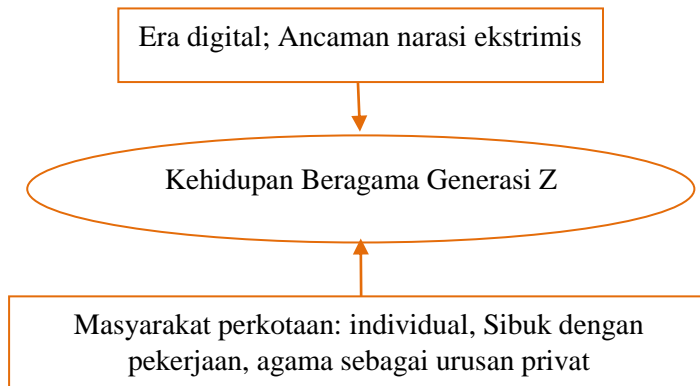 Era digital; Ancaman narasi ekstrimis
Kehidupan Beragama Generasi Z
Masyarakat perkotaan: individual, Sibuk dengan
pekerjaan, agama sebagai urusan privat